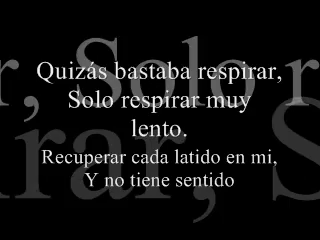 Quizás bastaba respirar,
Solo respirar muy
lento.
Recuperar cada latido en mi,
Y no tiene sentido